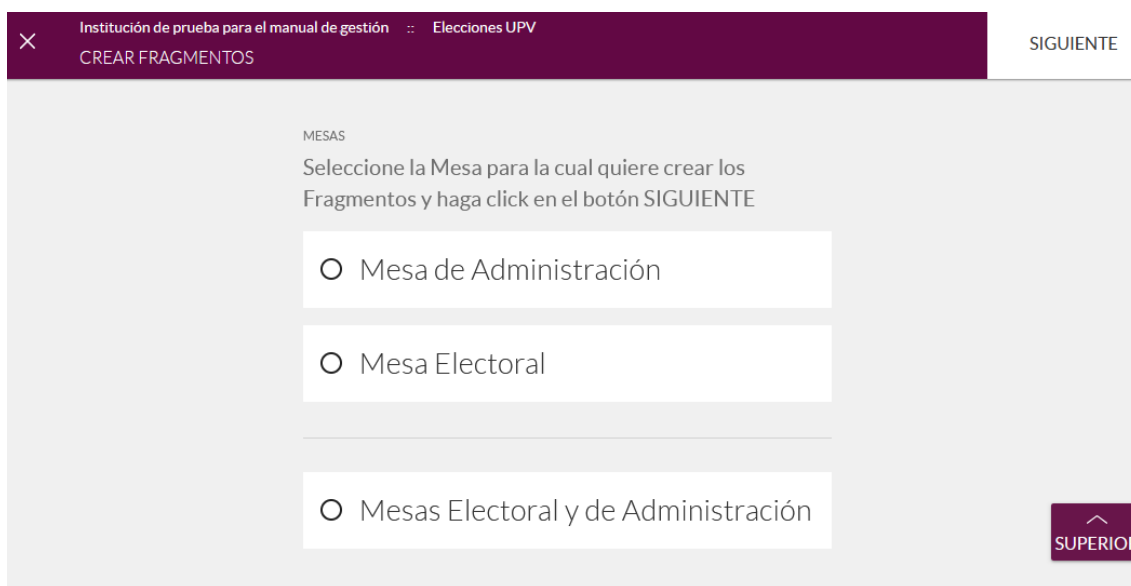 Institución de prueba para el manual de gestión :: Elecciones UPV
CREAR FRAGMENTOS
SIGUIENTE
MESAS
Seleccione la Mesa para la cual quiere crear los
Fragmentos y haga click en el botón SIGUIENTE
Mesa de Administración
Mesa Electoral
Mesas Electoral y de Administración
SUPERIOR